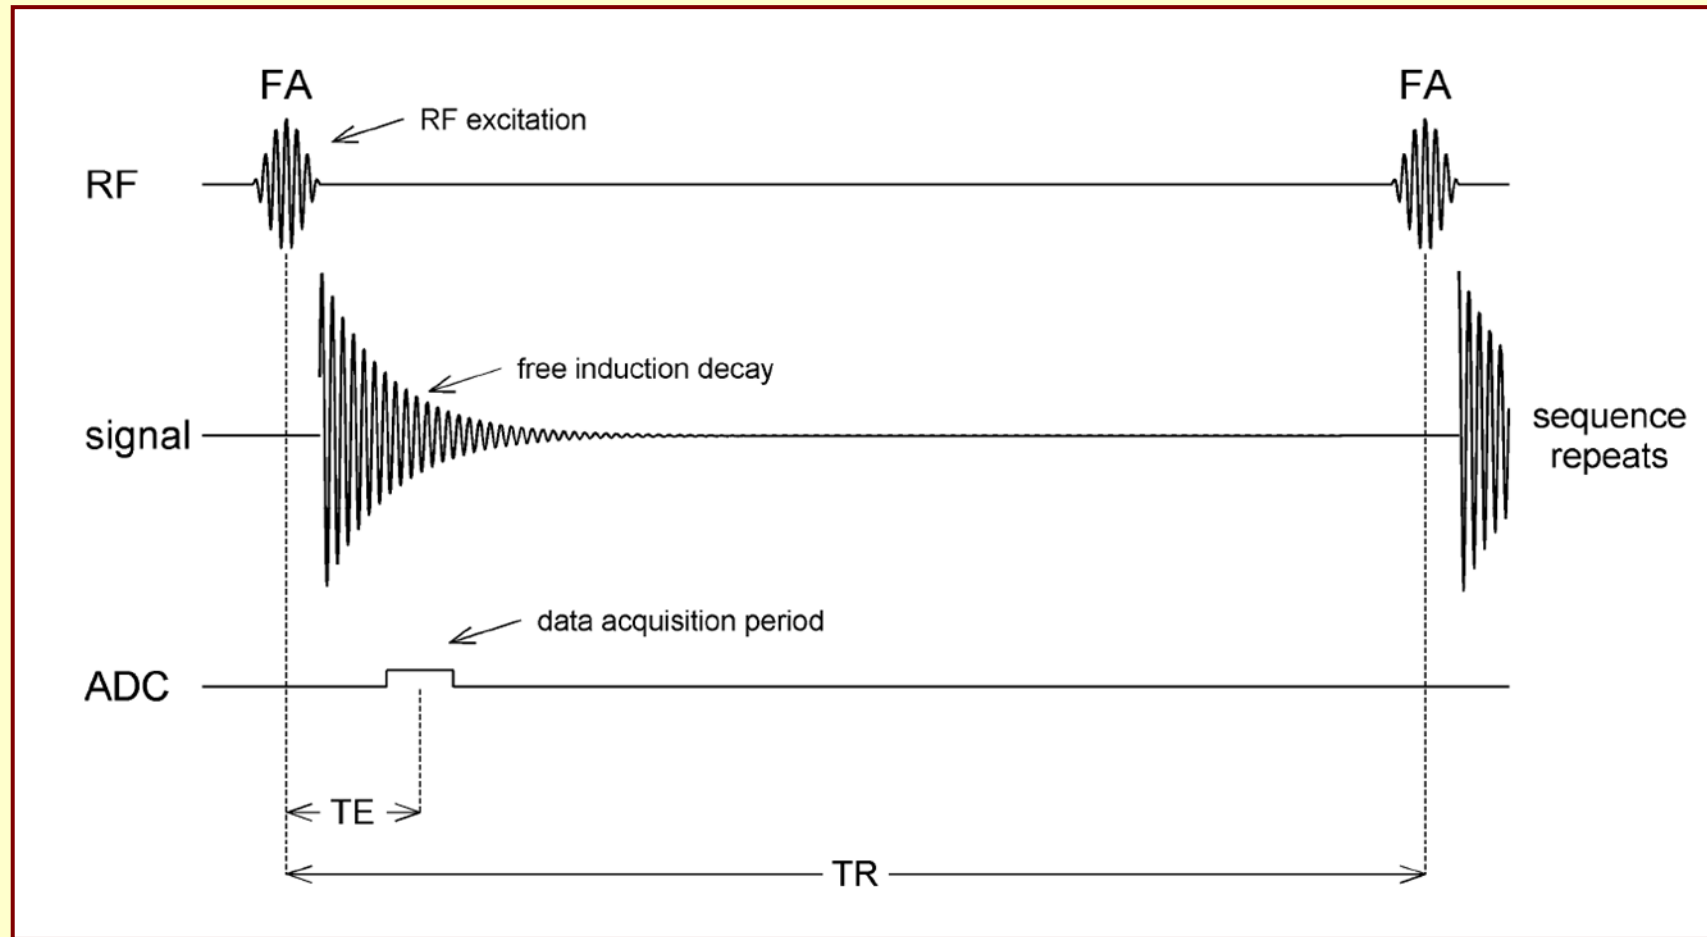 FA
FA
RF excitation
RF
free induction decay
signal
sequence
repeats
data acquisition period
ADC
TE
TR